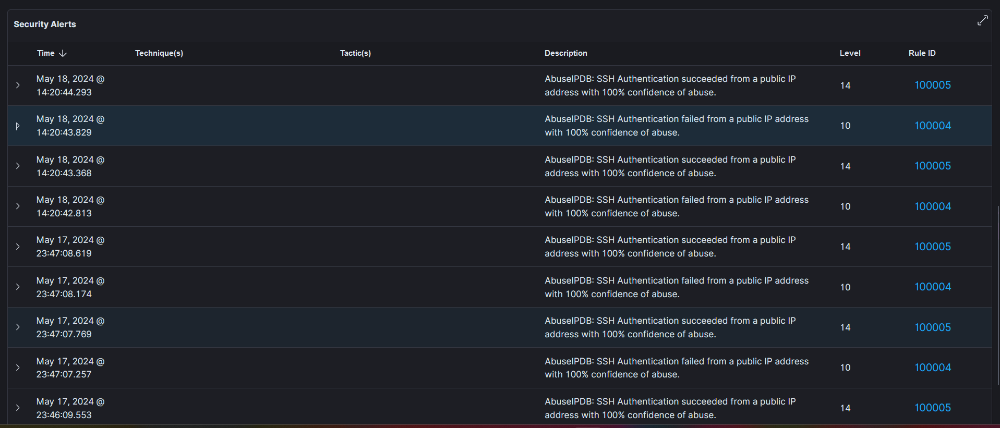 Security Alerts
Time Technique(s) Tactic(s) Description Level Rule ID
May 18, 2024 @ 
14:20:44.293
AbuseIPDB: SSH Authentication succeeded from a public IP
address with 100% confidence of abuse.
14
100005
May 18, 2024 @
14:20:43.829
AbuseIPDB: SSH Authentication failed from a public IP address
with 100% confidence of abuse.
10
100004
May 18, 2024 @
14:20:43.368
AbuseIPDB: SSH Authentication succeeded from a public IP
address with 100% confidence of abuse.
14
100005
May 18, 2024 @
14:20:42.813
AbuseIPDB: SSH Authentication failed from a public IP address
with 100% confidence of abuse.
10
100004
May 17, 2024 @
23:47:08.619
AbuseIPDB: SSH Authentication succeeded from a public IP
address with 100% confidence of abuse.
14
100005
May 17, 2024 @
23:47:08.174
AbuseIPDB: SSH Authentication failed from a public IP address
with 100% confidence of abuse.
10
100004
May 17, 2024 @
23:47:07.769
AbuseIPDB: SSH Authentication succeeded from a public IP
address with 100% confidence of abuse.
14
100005
May 17, 2024 @
23:47:07.257
AbuseIPDB: SSH Authentication failed from a public IP address
with 100% confidence of abuse.
10
100004
May 17, 2024 @
23:46:09.553
AbuseIPDB: SSH Authentication succeeded from a public IP
address with 100% confidence of abuse.
14
100005